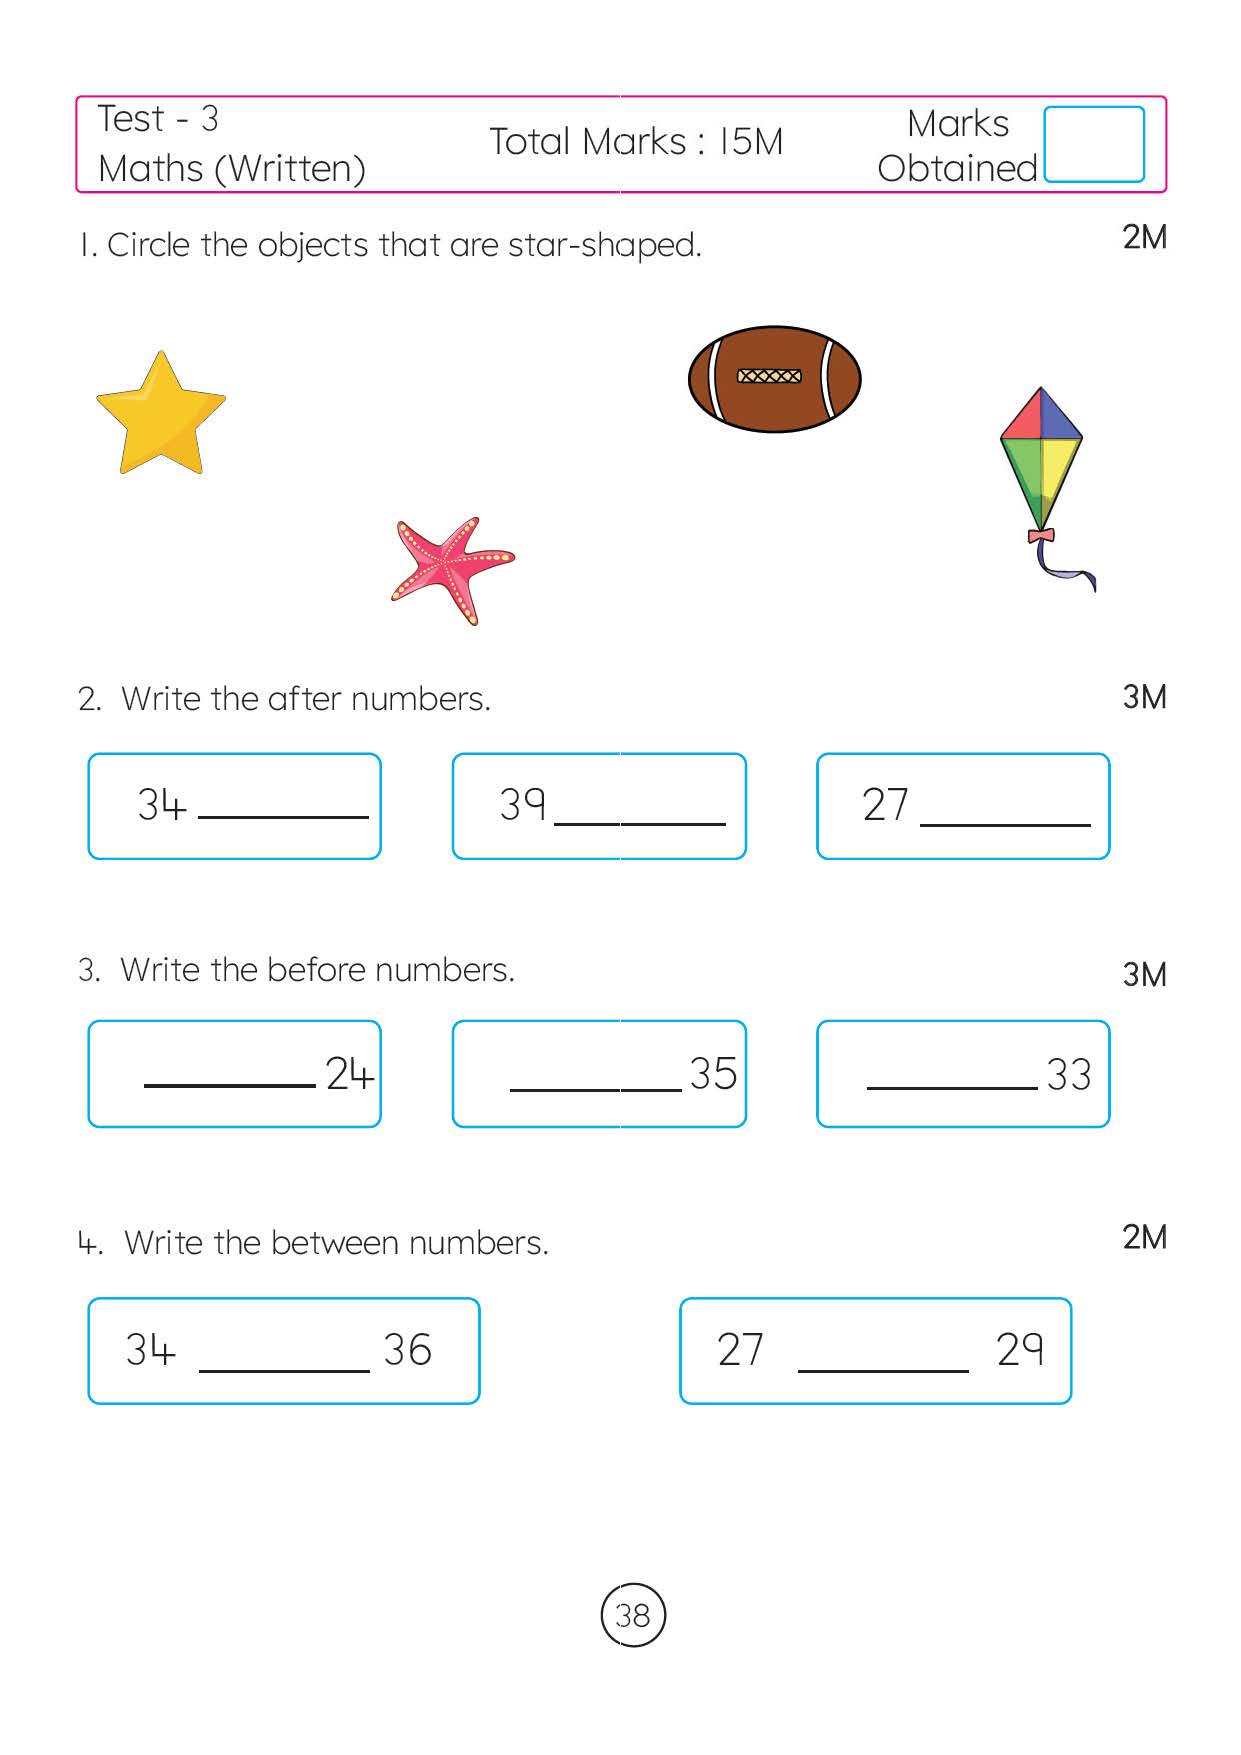 Test - 3
Maths (Written)
Total Marks : 15M
Marks
Obtained
1. Circle the objects that are star-shaped.
2M
2. Write the after numbers.
3M
34 ________ 39 ________ 27 ________
3. Write the before numbers.
3M
________ 24 ________ 35 ________ 33
4. Write the between numbers.
2M
34 ________ 36 27 ________ 29
38